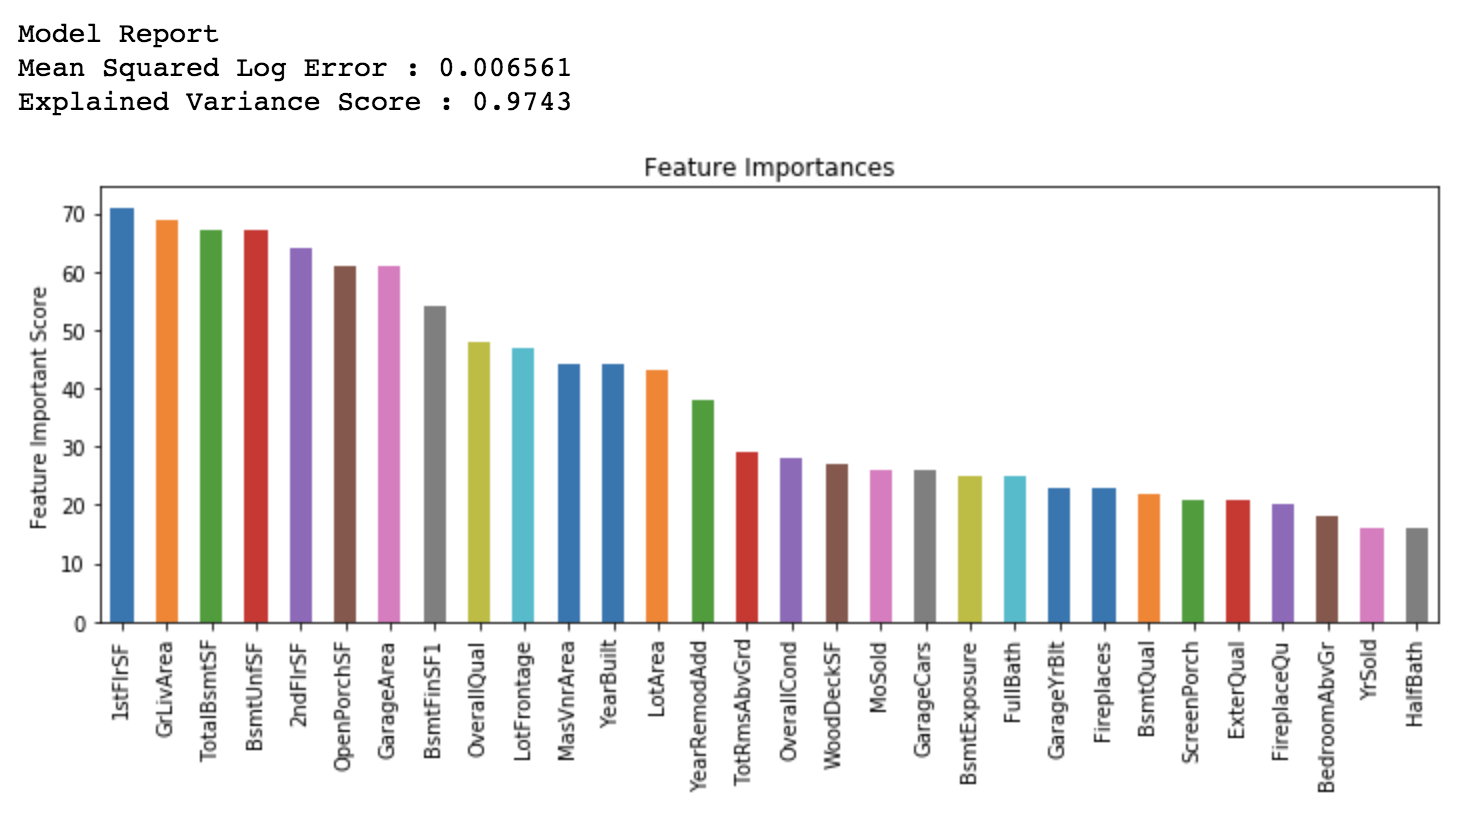 Model Report
Mean Squared Log Error : 0.006561
Explained Variance Score : 0.9743
Feature Importances
Feature Important Score
70
60
50
40
30
20
10
0
1stFlrSF
GrLivArea
TotalBsmtSF
BsmtUnfSF
2ndFlrSF
OpenPorchSF
GarageArea
BsmtFinSF1
OverallQual
LotFrontage
MasVnrArea
YearBuilt
LotArea
YearRemodAdd
TotRmsAbvGrd
OverallCond
WoodDeckSF
MoSold
GarageCars
BsmtExposure
FullBath
GarageYrBlt
Fireplaces
BsmtQual
ScreenPorch
ExterQual
FireplaceQu
BedroomAbvGr
YrSold
HalfBath